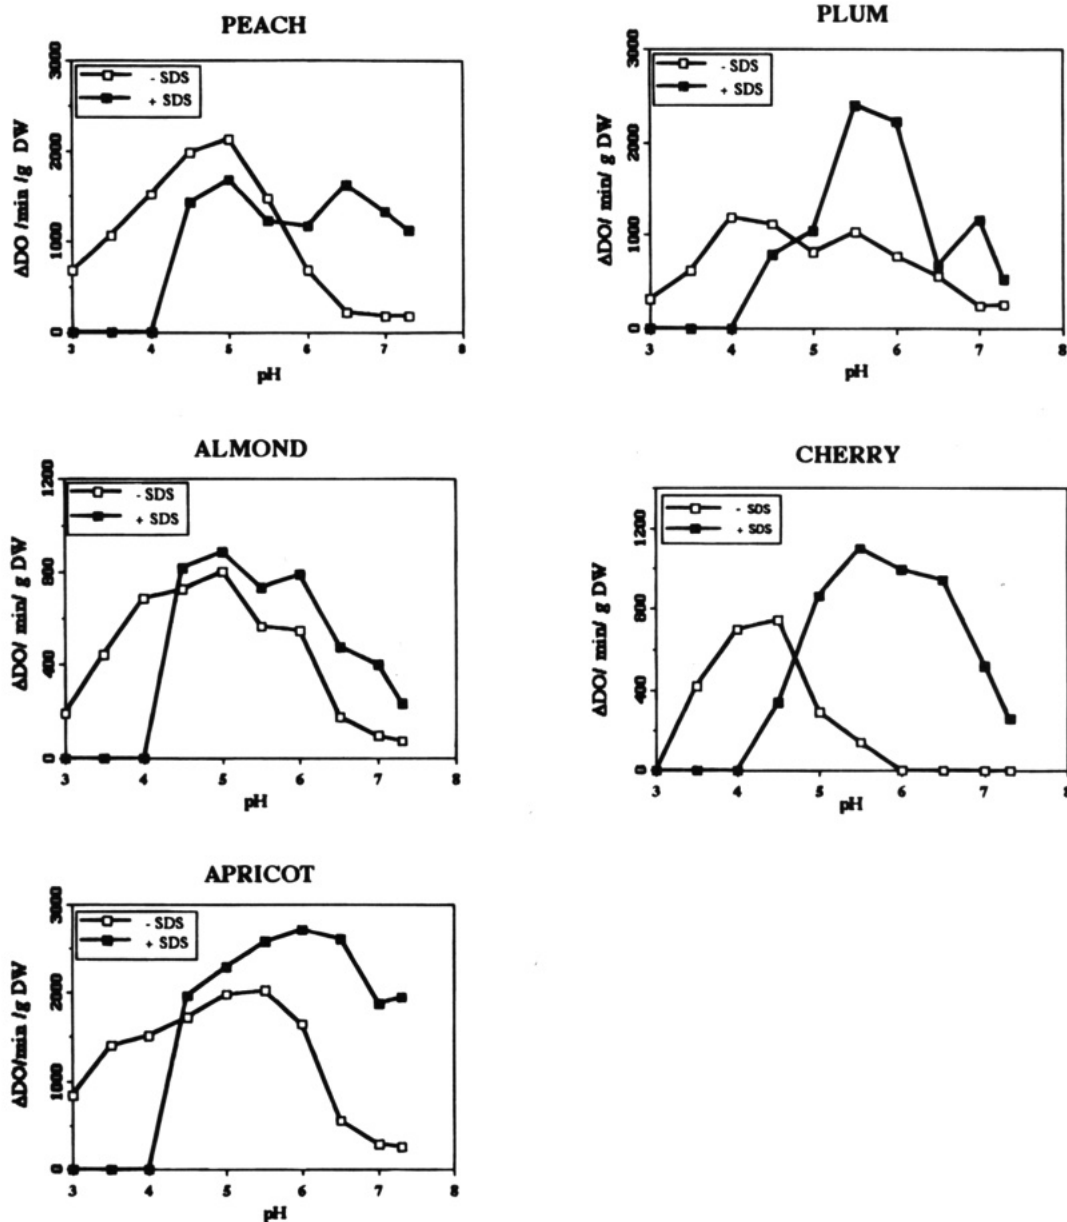 PEACH
3000
2000
1000
0
ΔDO /min /g DW
- SDS
+ SDS
3 4 5 6 7 8
pH
PLUM
3000
2000
1000
0
ΔDO/ min/ g DW
- SDS
+ SDS
3 4 5 6 7 8
pH
ALMOND
1200
800
400
0
ΔDO/ min/ g DW
- SDS
+ SDS
3 4 5 6 7 8
pH
CHERRY
1200
800
400
0
ΔDO/ min/ g DW
- SDS
+ SDS
3 4 5 6 7 8
pH
APRICOT
3000
2000
1000
0
ΔDO/min /g DW
- SDS
+ SDS
3 4 5 6 7 8
pH